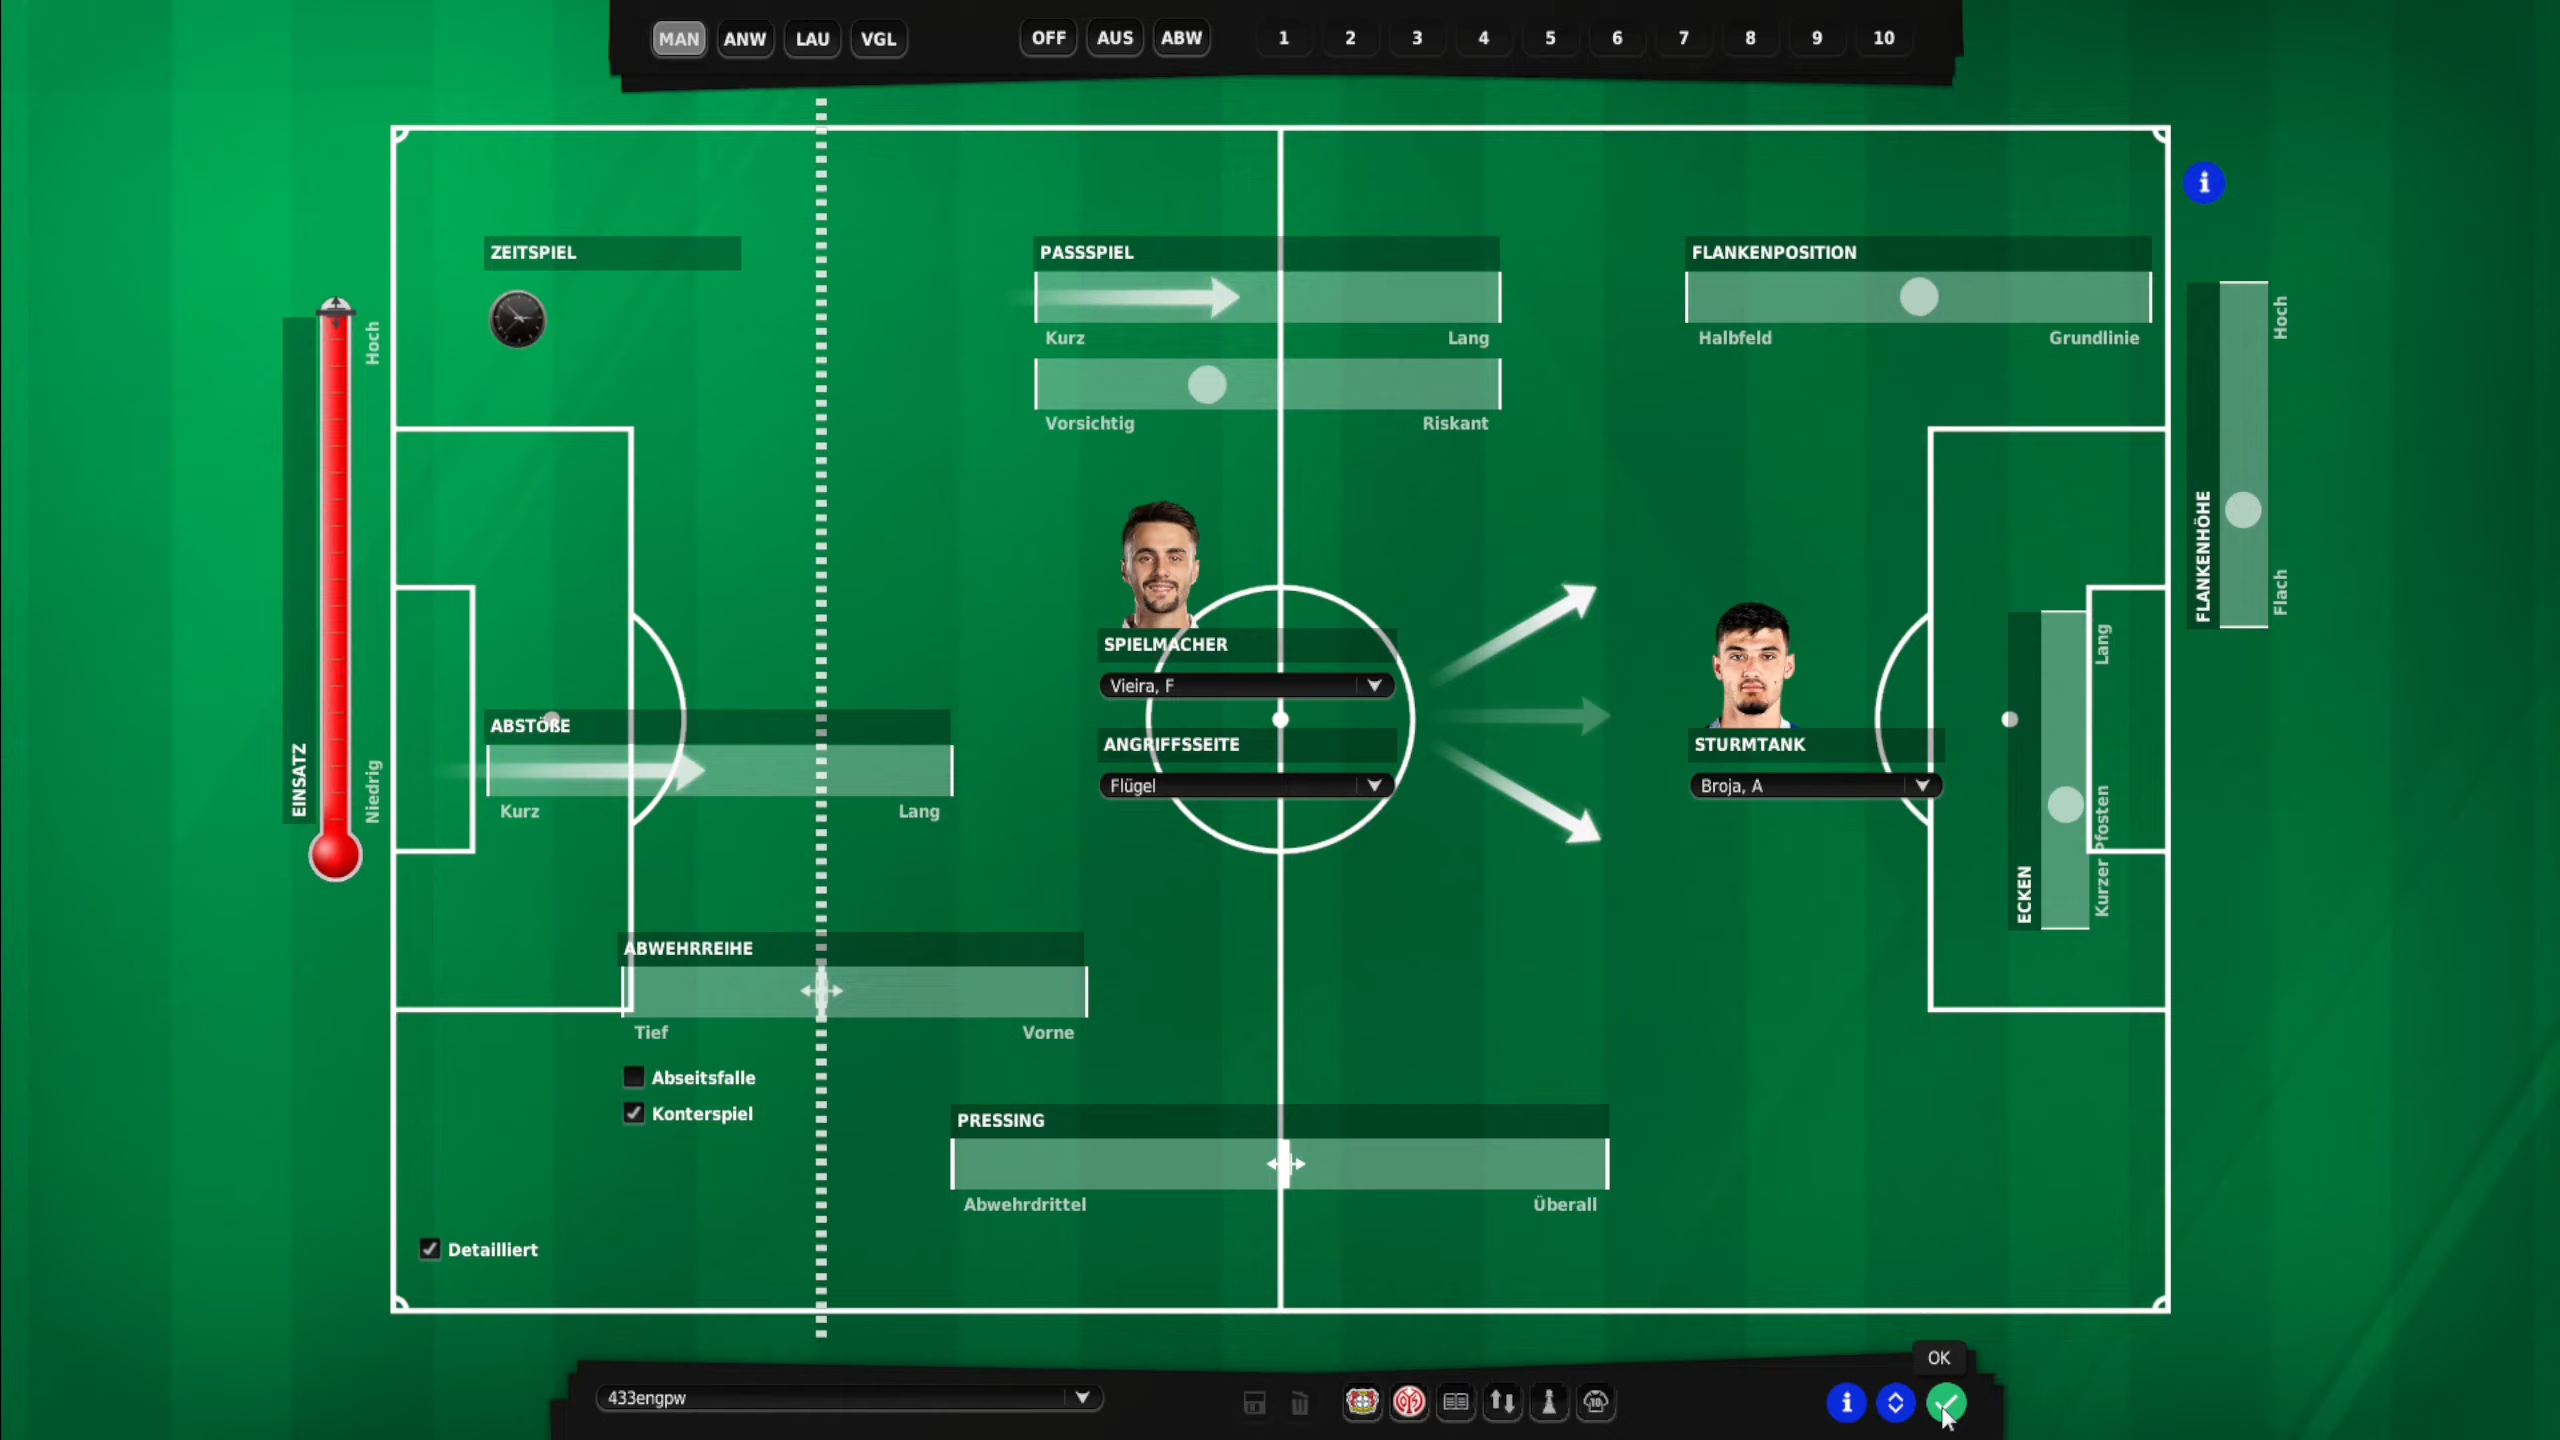 MAN ANW LAU VGL OFF AUS ABW 1 2 3 4 5 6 7 8 9 10
ZEITSPIEL
PASSSPIEL
Kurz Lang
Vorsichtig Riskant
FLANKENPOSITION
Halbfeld Grundlinie
FLANKENHÖHE
Hoch
Flach
EINSATZ
Hoch
Niedrig
SPIELMACHER
Vieira, F
ANGRIFFSSEITE
Flügel
STURMTANK
Broja, A
ABSTÖßE
Kurz Lang
ECKEN
Lang
Kurzer Pfosten
ABWEHRREIHE
Tief Vorne
Abseitsfalle
Konterspiel
PRESSING
Abwehrdrittel Überall
Detailliert
OK
433engpw
10